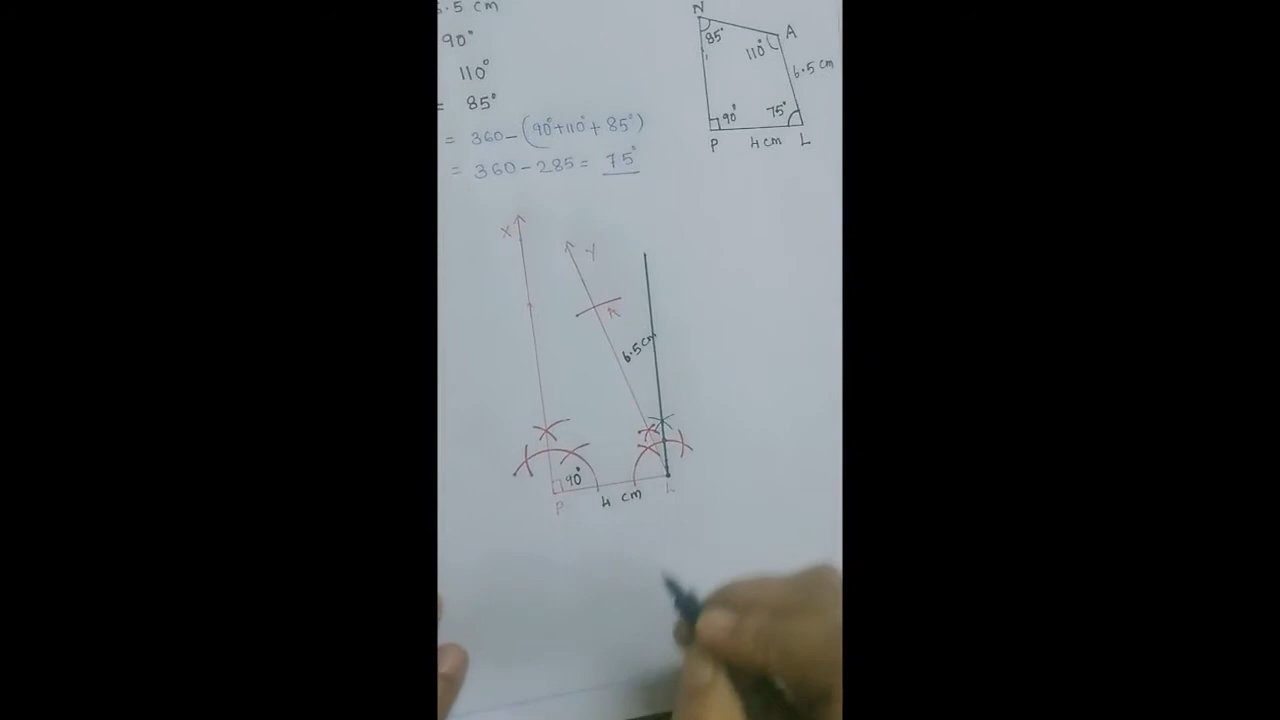 .5 cm
90°
110°
= 85°
= 360-(90°+110°+85°)
= 360-285= 75°
N
85°
A
110°
6.5 cm
90°
75°
P
4 cm
L
X
Y
6.5 cm
90°
P
4 cm
L